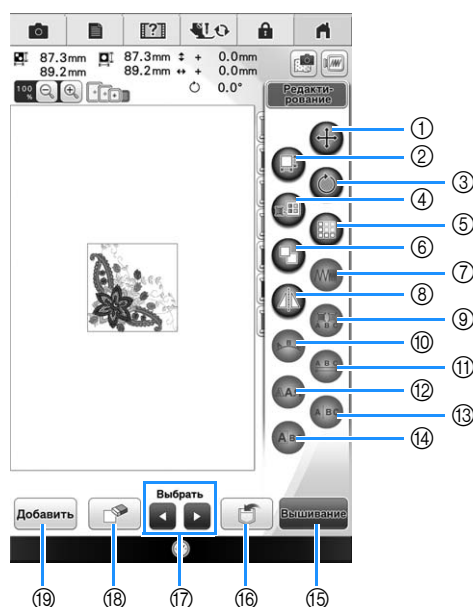 87.3mm 87.3mm + 0.0mm
89.2mm 89.2mm + 0.0mm
100 % 0.0°
Редакти-
рование
①
②
③
④
⑤
⑥
⑦
⑧
⑨
A B C
⑩
B
⑪
A B C
⑫
A A
⑬
A BC
⑭
A B
Выбрать
Добавить
Вышивание
⑲ ⑱ ⑰ ⑯ ⑮